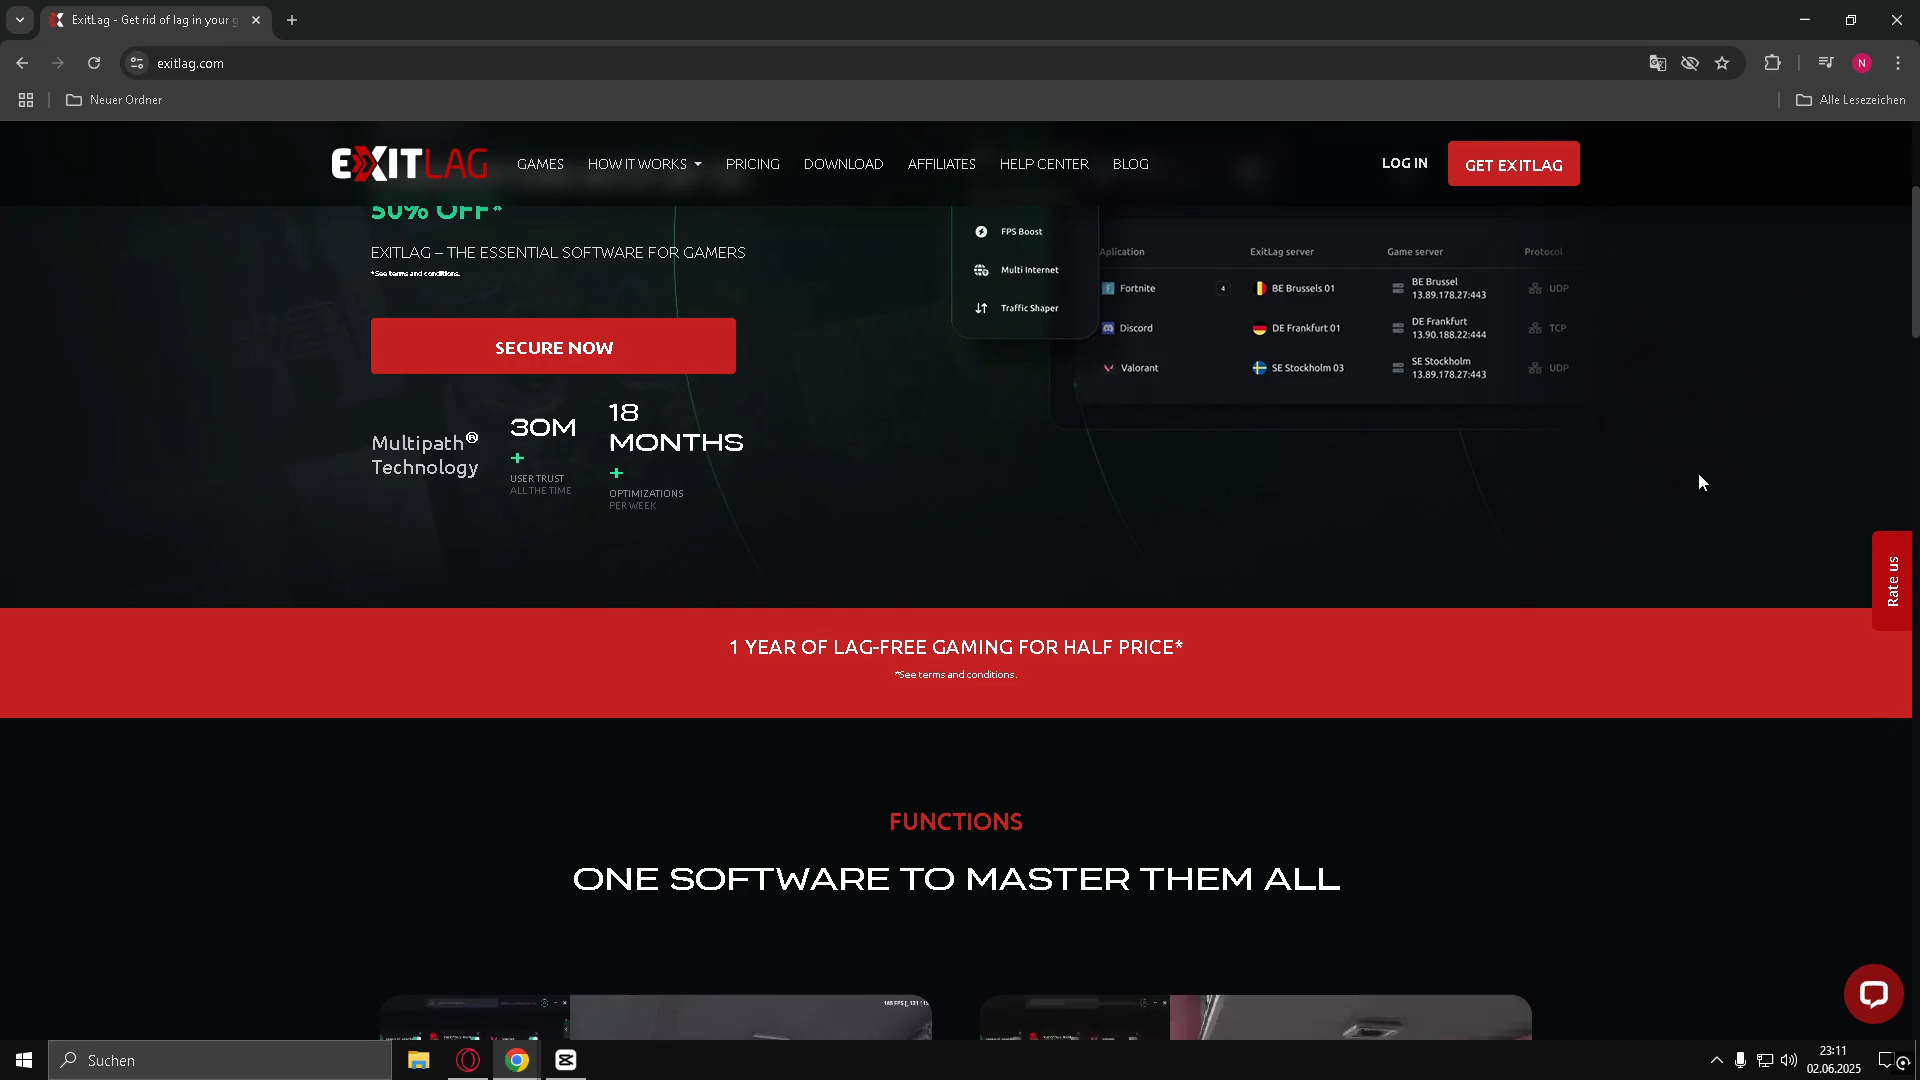 ExitLag - Get rid of lag in your g
exitlag.com
N
Neuer Ordner
Alle Lesezeichen
EXITLAG
GAMES
HOW IT WORKS
PRICING
DOWNLOAD
AFFILIATES
HELP CENTER
BLOG
LOG IN
GET EXITLAG
50% OFF*
EXITLAG – THE ESSENTIAL SOFTWARE FOR GAMERS
*See terms and conditions.
SECURE NOW
Multipath®
Technology
30M
+
USER TRUST
ALL THE TIME
18
MONTHS
+
OPTIMIZATIONS
PER WEEK
FPS Boost
Multi Internet
Traffic Shaper
Aplication
ExitLag server
Game server
Protocol
Fortnite
4
BE Brussels 01
BE Brussel
13.89.178.27:443
UDP
Discord
DE Frankfurt 01
DE Frankfurt
13.90.188.22:444
TCP
Valorant
SE Stockholm 03
SE Stockholm
13.89.178.27:443
UDP
Rate us
1 YEAR OF LAG-FREE GAMING FOR HALF PRICE*
*See terms and conditions.
FUNCTIONS
ONE SOFTWARE TO MASTER THEM ALL
Suchen
23:11
02.06.2025